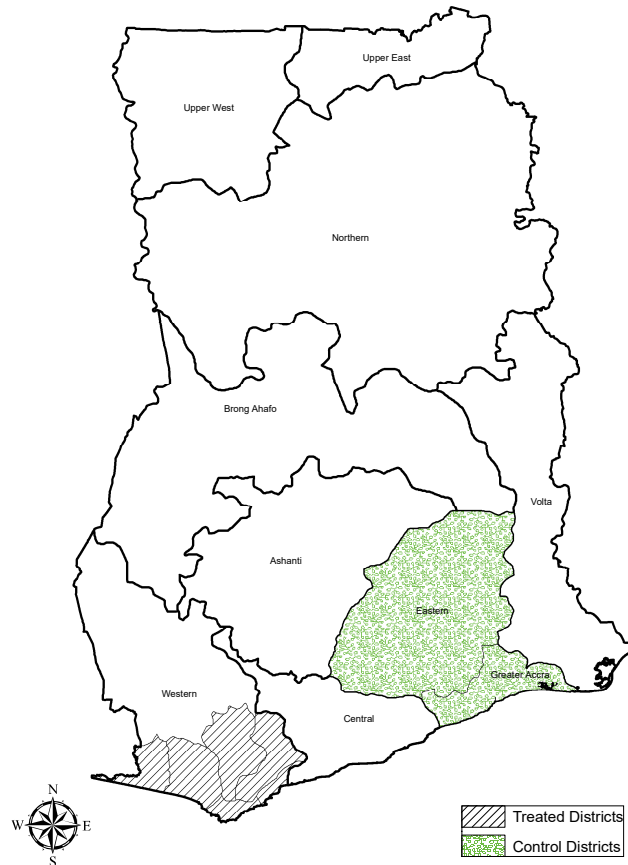 Upper East
Upper West
Northern
Brong Ahafo
Volta
Ashanti
Eastern
Greater Accra
Western
Central
N
W E
S
Treated Districts
Control Districts